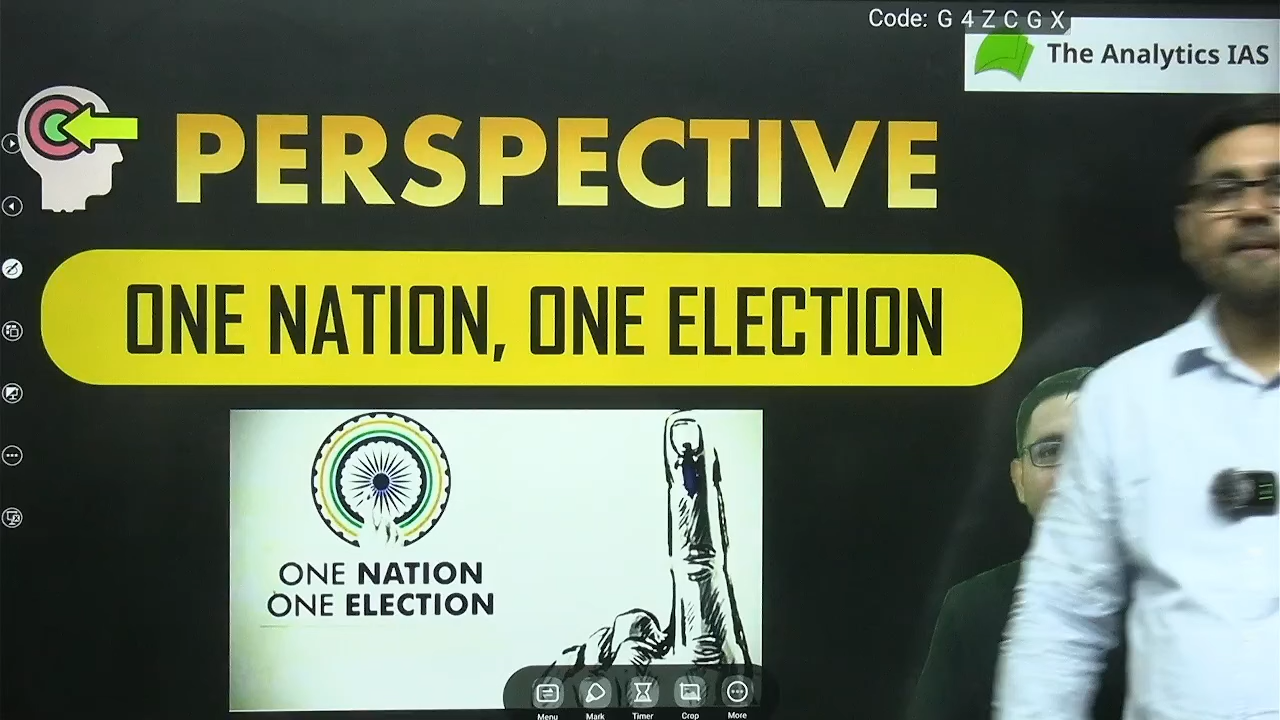 Code: G 4 Z C G X
The Analytics IAS
PERSPECTIVE
ONE NATION, ONE ELECTION
ONE NATION
ONE ELECTION
Menu
Mark
Timer
Crop
More